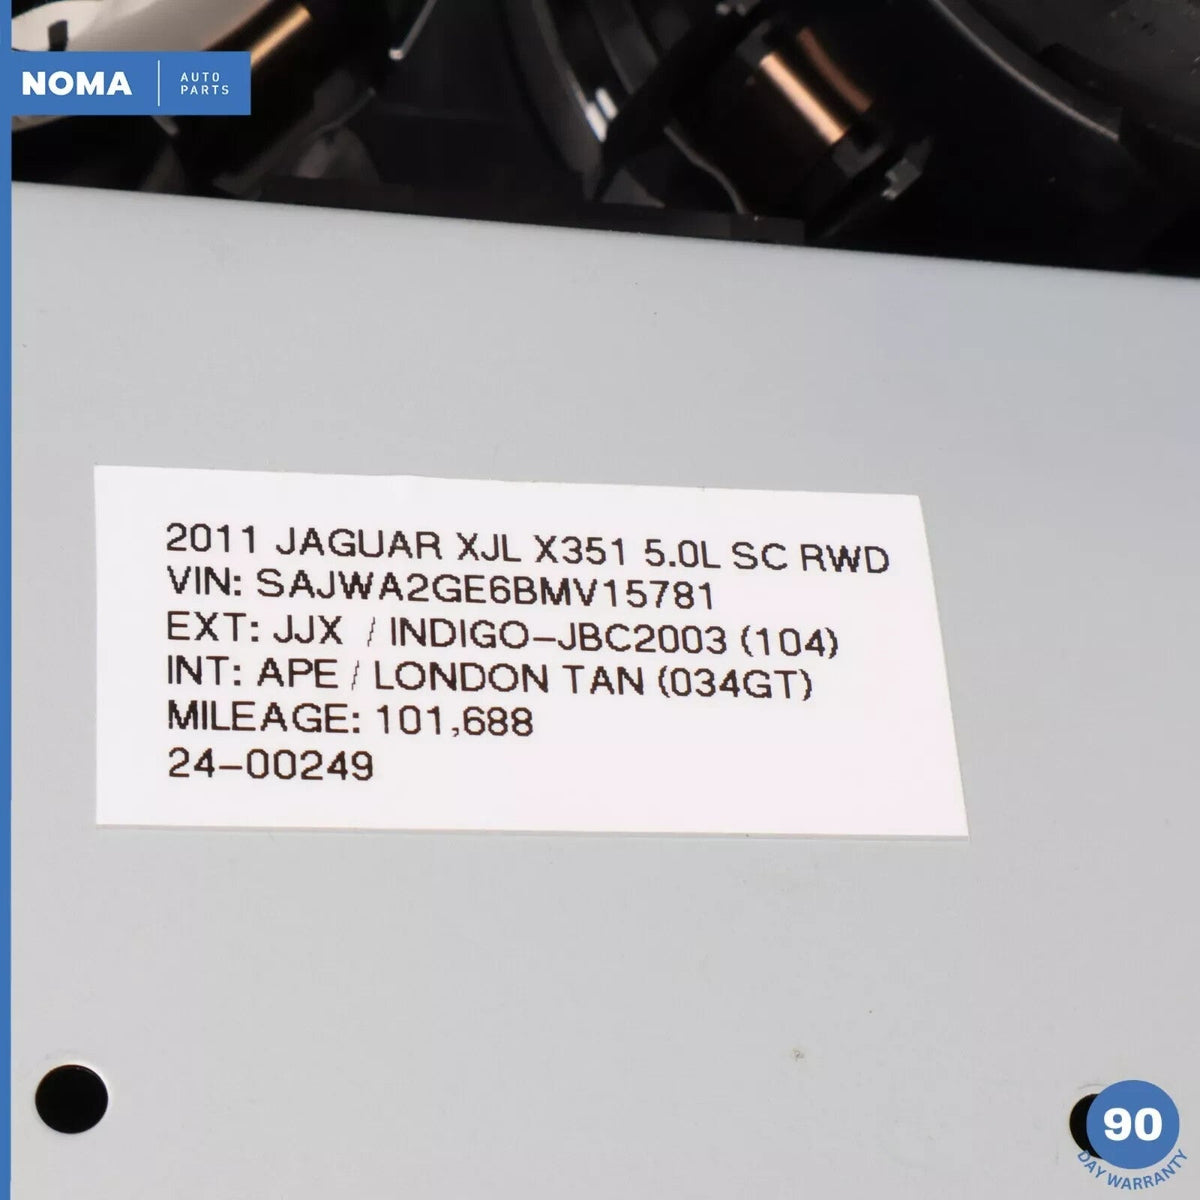 NOMA
AUTO
PARTS
2011 JAGUAR XJL X351 5.0L SC RWD
VIN: SAJWA2GE6BMV15781
EXT: JJX / INDIGO-JBC2003 (104)
INT: APE / LONDON TAN (034GT)
MILEAGE: 101,688
24-00249
90
DAY WARRANTY